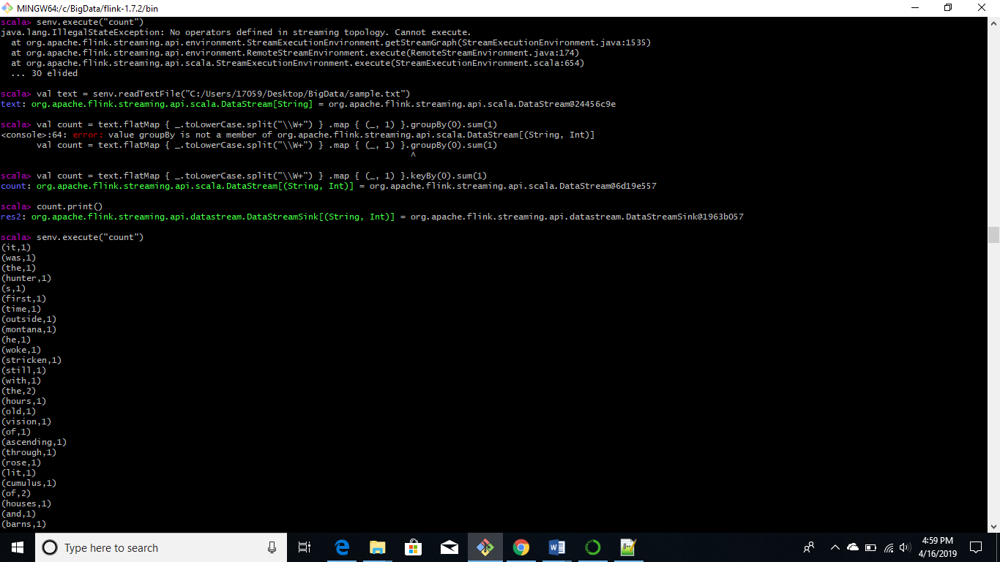 MINGW64:/c/BigData/flink-1.7.2/bin
scala> senv.execute("count")
java.lang.IllegalStateException: No operators defined in streaming topology. Cannot execute.
  at org.apache.flink.streaming.api.environment.StreamExecutionEnvironment.getStreamGraph(StreamExecutionEnvironment.java:1535)
  at org.apache.flink.streaming.api.environment.RemoteStreamEnvironment.execute(RemoteStreamEnvironment.java:174)
  at org.apache.flink.streaming.api.scala.StreamExecutionEnvironment.execute(StreamExecutionEnvironment.scala:654)
  ... 30 elided
scala> val text = senv.readTextFile("C:/Users/17059/Desktop/BigData/sample.txt")
text: org.apache.flink.streaming.api.scala.DataStream[String] = org.apache.flink.streaming.api.scala.DataStream@24456c9e
scala> val count = text.flatMap { _.toLowerCase.split("\\W+") } .map { (_, 1) }.groupBy(0).sum(1)
<console>:64: error: value groupBy is not a member of org.apache.flink.streaming.api.scala.DataStream[(String, Int)]
       val count = text.flatMap { _.toLowerCase.split("\\W+") } .map { (_, 1) }.groupBy(0).sum(1)
                                                                                ^
scala> val count = text.flatMap { _.toLowerCase.split("\\W+") } .map { (_, 1) }.keyBy(0).sum(1)
count: org.apache.flink.streaming.api.scala.DataStream[(String, Int)] = org.apache.flink.streaming.api.scala.DataStream@6d19e557
scala> count.print()
res2: org.apache.flink.streaming.api.datastream.DataStreamSink[(String, Int)] = org.apache.flink.streaming.api.datastream.DataStreamSink@1963b057
scala> senv.execute("count")
(it,1)
(was,1)
(the,1)
(hunter,1)
(s,1)
(first,1)
(time,1)
(outside,1)
(montana,1)
(he,1)
(woke,1)
(stricken,1)
(still,1)
(with,1)
(the,2)
(hours,1)
(old,1)
(vision,1)
(of,1)
(ascending,1)
(through,1)
(rose,1)
(lit,1)
(cumulus,1)
(of,2)
(houses,1)
(and,1)
(barns,1)
Type here to search
4:59 PM
4/16/2019